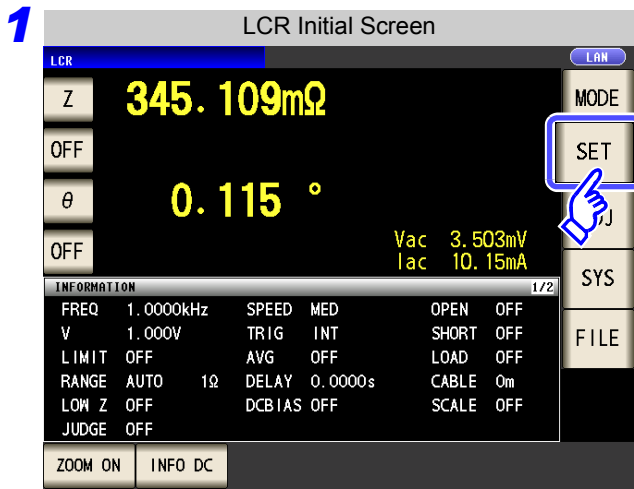 1
LCR Initial Screen
LCR
LAN
Z 345.109mΩ
MODE
OFF
SET
θ 0.115 °
OFF
Vac 3.503mV
Iac 10.15mA
SYS
INFORMATION 1/2
FREQ 1.0000kHz SPEED MED OPEN OFF
V 1.000V TRIG INT SHORT OFF
FILE
LIMIT OFF AVG OFF LOAD OFF
RANGE AUTO 1Ω DELAY 0.0000s CABLE 0m
LOW Z OFF DCBIAS OFF SCALE OFF
JUDGE OFF
ZOOM ON INFO DC